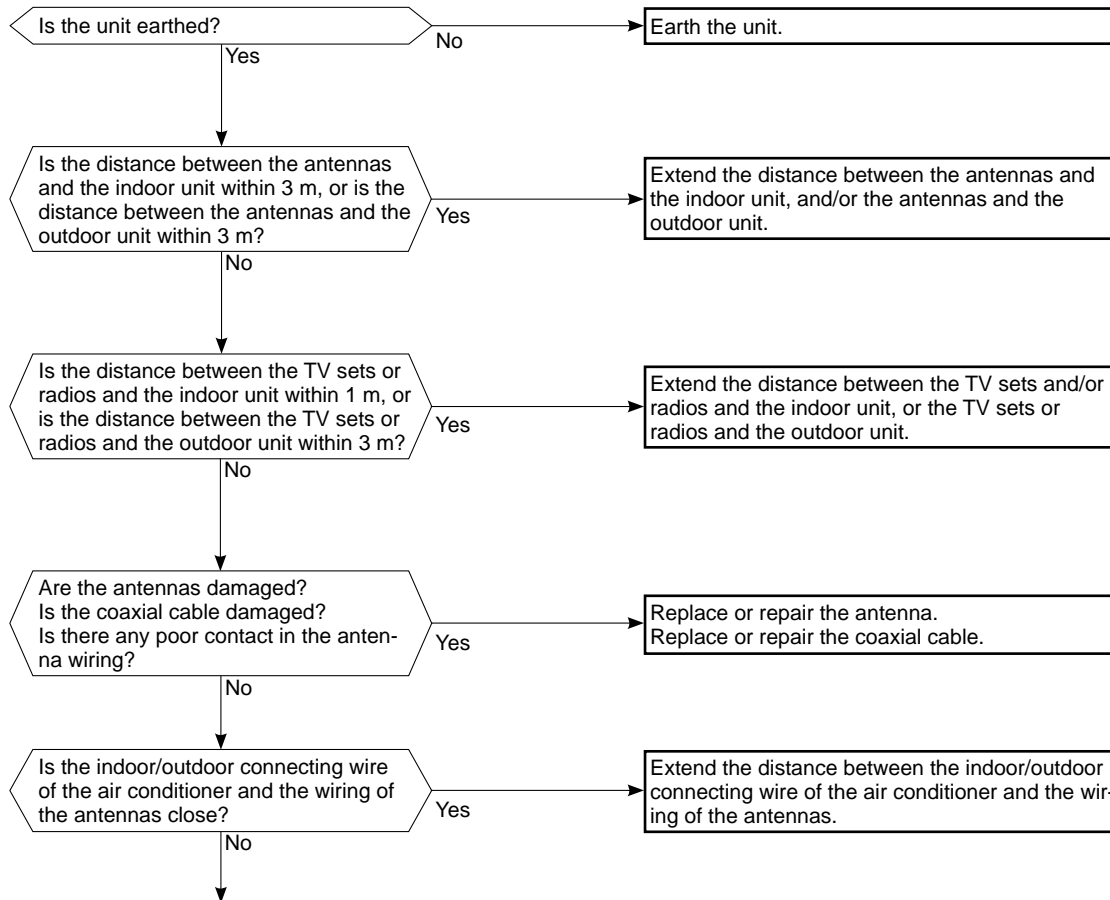 Is the unit earthed?
No
Earth the unit.
Yes
Is the distance between the antennas
and the indoor unit within 3 m, or is the
distance between the antennas and the
outdoor unit within 3 m?
Yes
Extend the distance between the antennas and
the indoor unit, and/or the antennas and the
outdoor unit.
No
Is the distance between the TV sets or
radios and the indoor unit within 1 m, or
is the distance between the TV sets or
radios and the outdoor unit within 3 m?
Yes
Extend the distance between the TV sets and/or
radios and the indoor unit, or the TV sets or
radios and the outdoor unit.
No
Are the antennas damaged?
Is the coaxial cable damaged?
Is there any poor contact in the anten-
na wiring?
Yes
Replace or repair the antenna.
Replace or repair the coaxial cable.
No
Is the indoor/outdoor connecting wire
of the air conditioner and the wiring of
the antennas close?
Yes
Extend the distance between the indoor/outdoor
connecting wire of the air conditioner and the wir-
ing of the antennas.
No